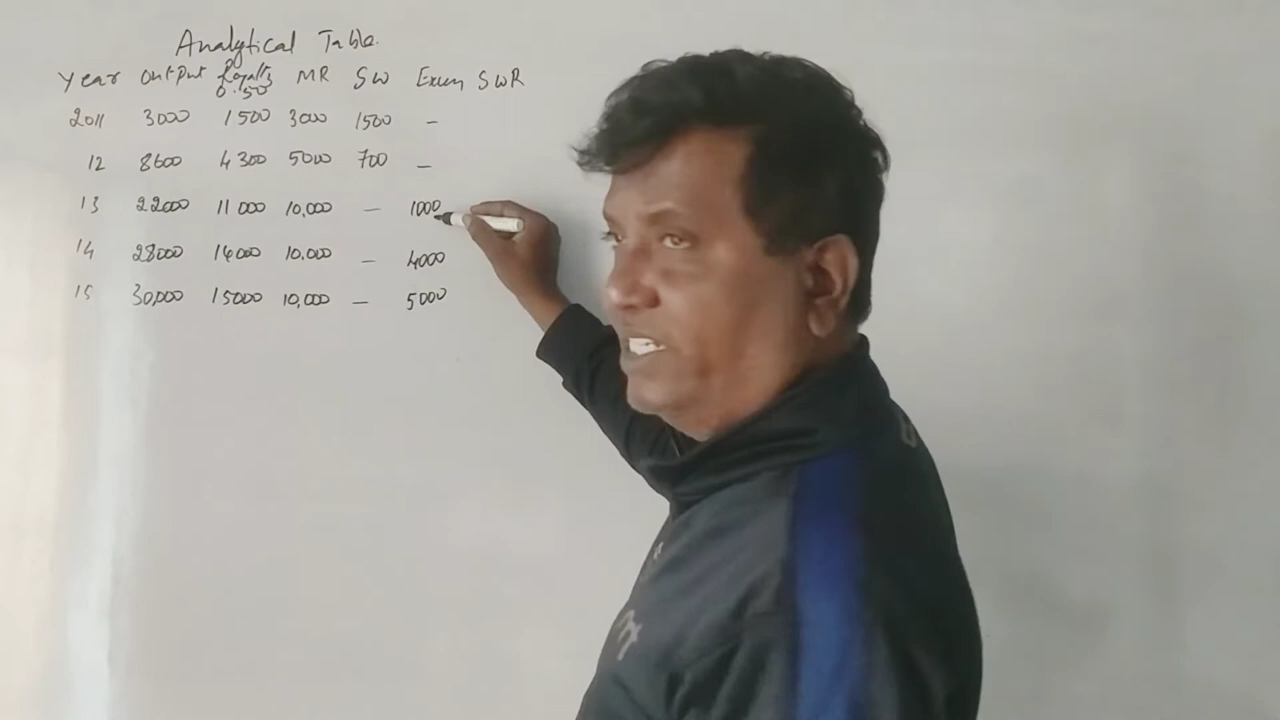 Analytical Table.
Year Output Royalty MR SW Excess SWR
0.50
2011 3000 1500 3000 1500 -
12 8600 4300 5000 700 -
13 22000 11000 10,000 - 1000
14 28000 14000 10,000 - 4000
15 30,000 15000 10,000 - 5000